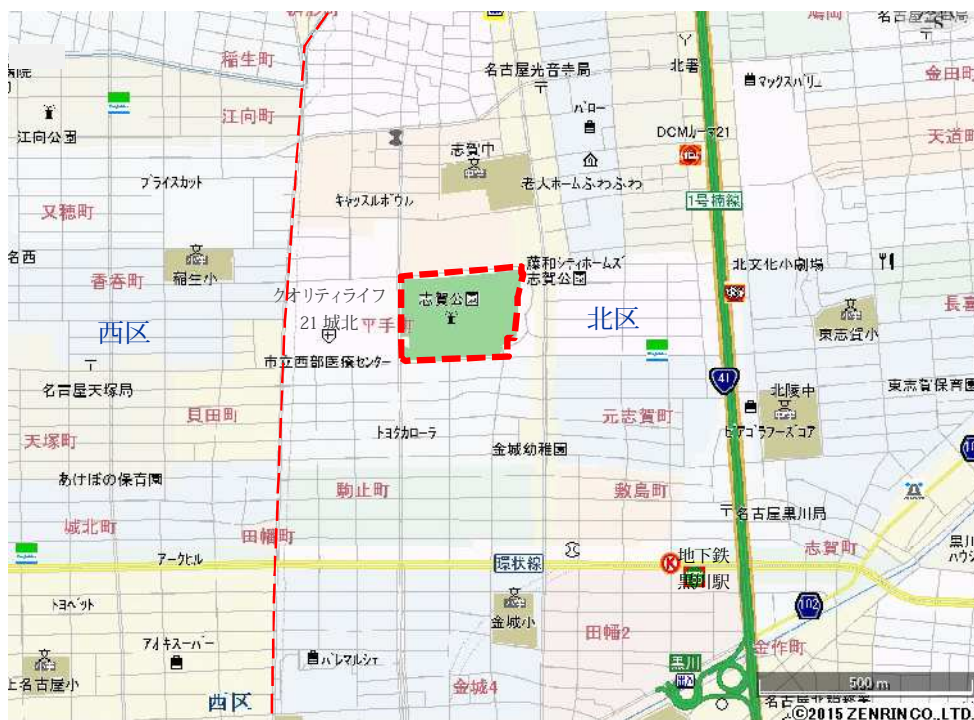 稲生町
名古屋光音寺局
北署
マックスバリュ
金田町
江向町
江向公園
バロー
DCMカーマ21
天道町
志賀中
老人ホームふわふわ
プライスカット
キャッスルボウル
1号楠線
又穂町
名西
稲生小
香呑町
藤和シティホームズ
志賀公園
北文化小劇場
クオリティライフ
21城北
志賀公園
平手町
西区
北区
東志賀小
市立西部医療センター
名古屋天塚局
41
北陵中
東志賀保育園
貝田町
元志賀町
ピアゴラフーズコア
天塚町
トヨタカローラ
金城幼稚園
あけぼの保育園
駒止町
敷島町
名古屋黒川局
城北町
田幡町
志賀町
アークヒル
環状線
地下鉄
黒川駅
黒川
トヨペット
金城小
102
アオキスーパー
田幡2
金作町
バレマルシェ
黒川
上名古屋小
西区
金城4
500 m
©2015 ZENRIN CO., LTD